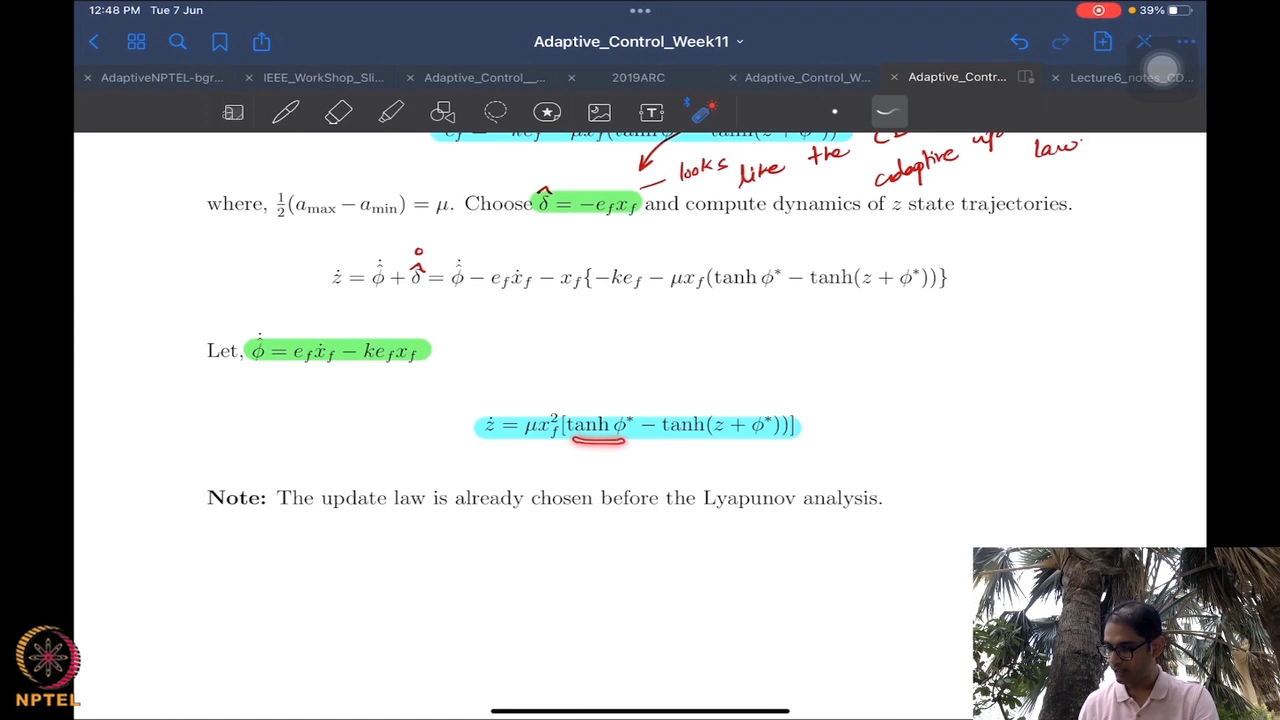 12:48 PM Tue 7 Jun
39%
Adaptive_Control_Week11
AdaptiveNPTEL-bgr...
IEEE_WorkShop_Sli...
Adaptive_Control__...
2019ARC
Adaptive_Control_W...
Adaptive_Contr...
Lecture6_notes_CD...
looks like the adaptive law.
where, ½(a_max − a_min) = μ. Choose δ̂ = −e_f x_f and compute dynamics of z state trajectories.
ż = φ̂̇ + δ̂̇ = φ̂̇ − e_f ẋ_f − x_f{−ke_f − μx_f(tanh φ* − tanh(z + φ*))}
Let, φ̂̇ = e_f ẋ_f − ke_f x_f
ż = μx_f²[tanh φ* − tanh(z + φ*))]
Note: The update law is already chosen before the Lyapunov analysis.
NPTEL